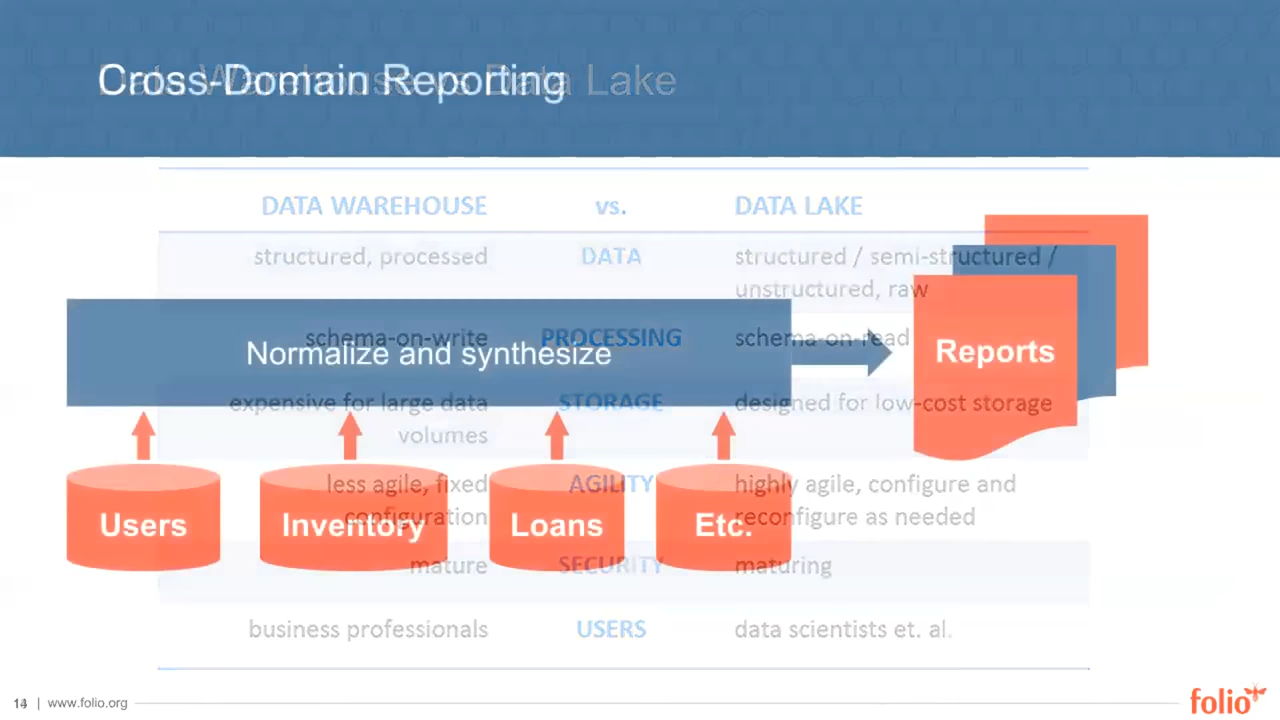 Cross-Domain Reporting
Data Warehouse vs Data Lake
DATA WAREHOUSE vs. DATA LAKE
structured, processed DATA structured / semi-structured /
unstructured, raw
schema-on-write PROCESSING schema-on-read
Normalize and synthesize
Reports
expensive for large data STORAGE designed for low-cost storage
volumes
less agile, fixed AGILITY highly agile, configure and
configuration reconfigure as needed
Users Inventory Loans Etc.
mature SECURITY maturing
business professionals USERS data scientists et. al.
| www.folio.org
folio